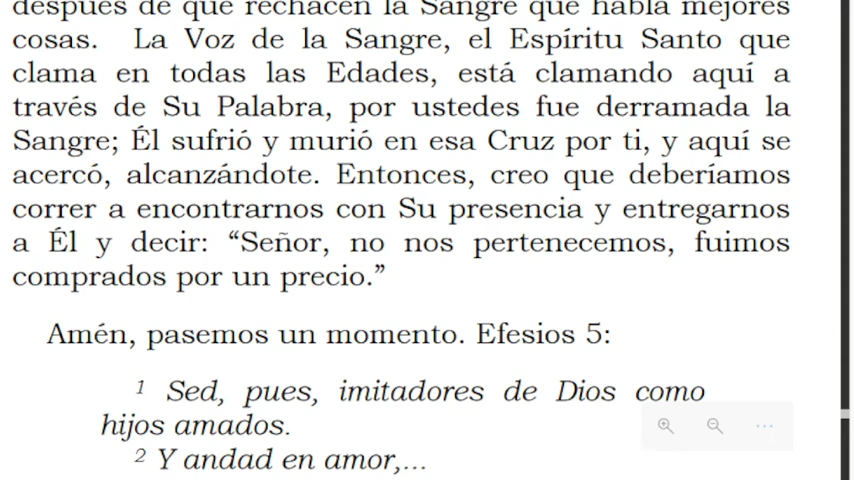 después de que rechacen la Sangre que habla mejores
cosas. La Voz de la Sangre, el Espíritu Santo que
clama en todas las Edades, está clamando aquí a
través de Su Palabra, por ustedes fue derramada la
Sangre; Él sufrió y murió en esa Cruz por ti, y aquí se
acercó, alcanzándote. Entonces, creo que deberíamos
correr a encontrarnos con Su presencia y entregarnos
a Él y decir: “Señor, no nos pertenecemos, fuimos
comprados por un precio.”
Amén, pasemos un momento. Efesios 5:
1 Sed, pues, imitadores de Dios como
hijos amados.
2 Y andad en amor,...